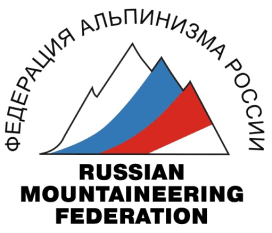 ФЕДЕРАЦИЯ АЛЬПИНИЗМА РОССИИ
RUSSIAN
MOUNTAINEERING
FEDERATION